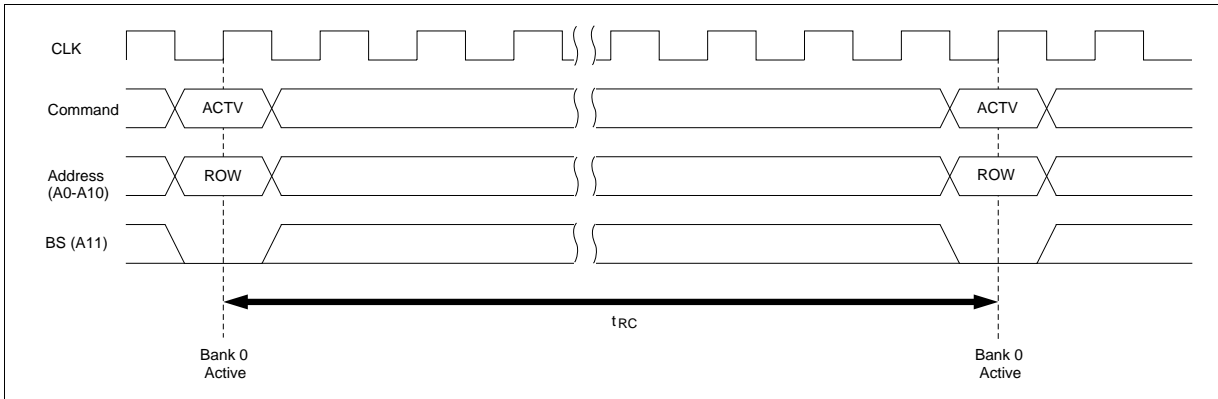 CLK
Command
ACTV
ACTV
Address
(A0-A10)
ROW
ROW
BS (A11)
tRC
Bank 0
Active
Bank 0
Active